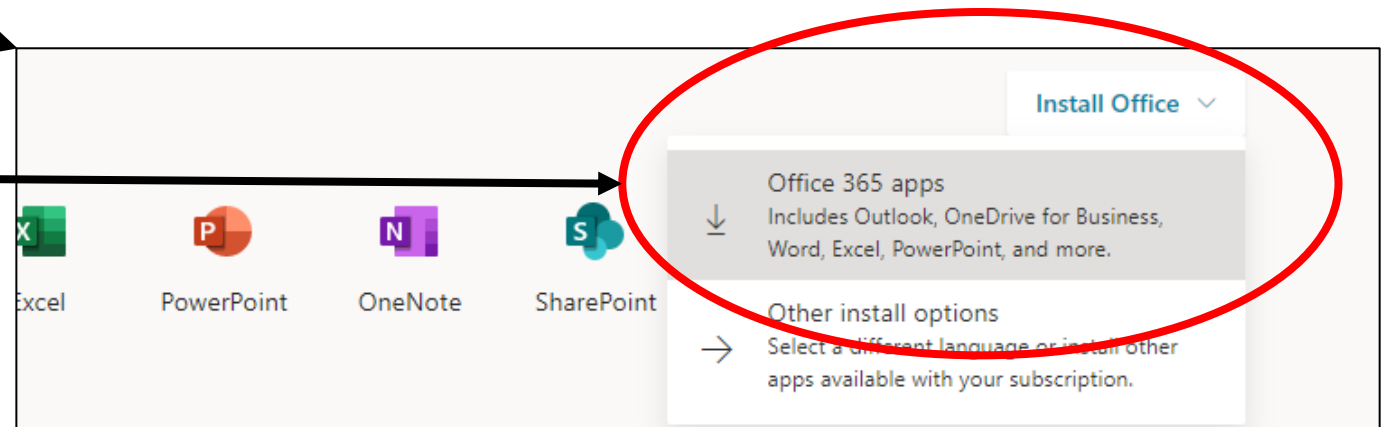 Install Office
Office 365 apps
Includes Outlook, OneDrive for Business,
Word, Excel, PowerPoint, and more.
X
P
N
S
Excel
PowerPoint
OneNote
SharePoint
Other install options
Select a different language or install other
apps available with your subscription.